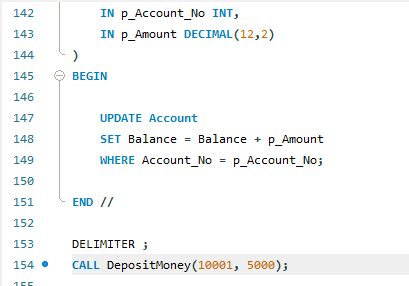 142 IN p_Account_No INT,
143 IN p_Amount DECIMAL(12,2)
144 )
145 BEGIN
146
147 UPDATE Account
148 SET Balance = Balance + p_Amount
149 WHERE Account_No = p_Account_No;
150
151 END //
152
153 DELIMITER ;
154 CALL DepositMoney(10001, 5000);
155